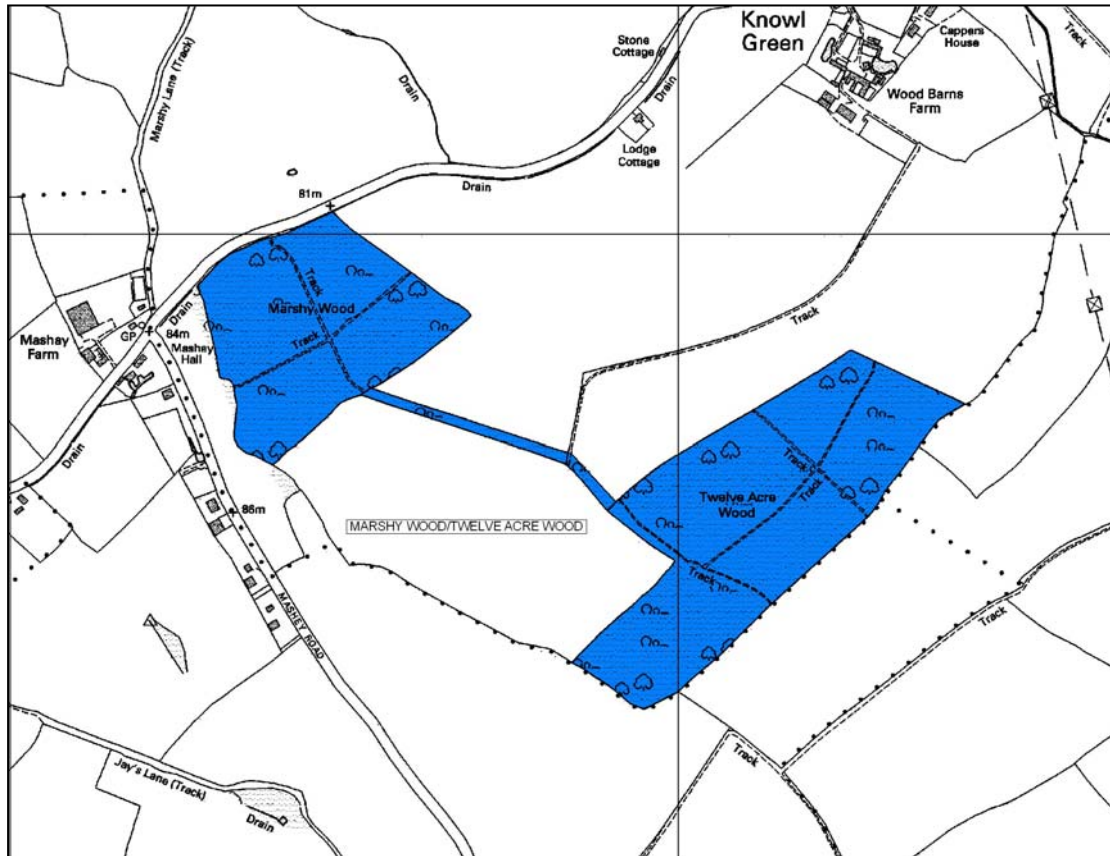 Knowl
Green
Cappers
House
Track
Stone
Cottage
Drain
Wood Barns
Farm
Marshy Lane (Track)
Drain
Lodge
Cottage
Drain
81m
Track
Marshy Wood
Track
Drain
GP
84m
Mashay
Hall
Mashay
Farm
Track
Drain
Track
Track
Twelve Acre
Wood
86m
MARSHY WOOD/TWELVE ACRE WOOD
Track
MASHEY ROAD
Track
Track
Jay's Lane (Track)
Drain